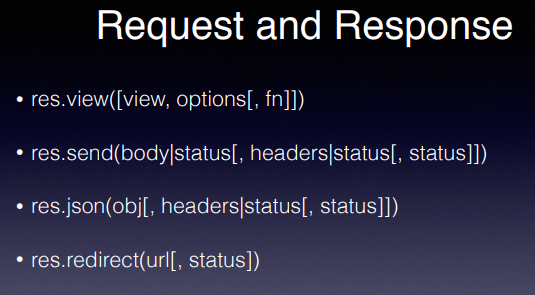 Request and Response
• res.view([view, options[, fn]])
• res.send(body|status[, headers|status[, status]])
• res.json(obj[, headers|status[, status]])
• res.redirect(url[, status])